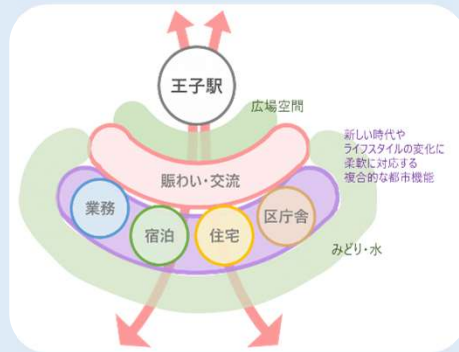 王子駅
広場空間
新しい時代や
ライフスタイルの変化に
柔軟に対応する
複合的な都市機能
賑わい・交流
業務
宿泊
住宅
区庁舎
みどり・水